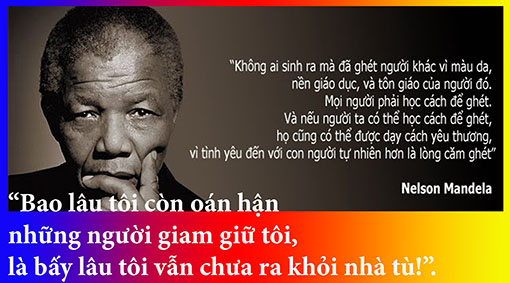 “Không ai sinh ra mà đã ghét người khác vì màu da,
nền giáo dục, và tôn giáo của người đó.
Mọi người phải học cách để ghét.
Và nếu người ta có thể học cách để ghét,
họ cũng có thể được dạy cách yêu thương,
vì tình yêu đến với con người tự nhiên hơn là lòng căm ghét”
Nelson Mandela
“Bao lâu tôi còn oán hận
những người giam giữ tôi,
là bấy lâu tôi vẫn chưa ra khỏi nhà tù!”.